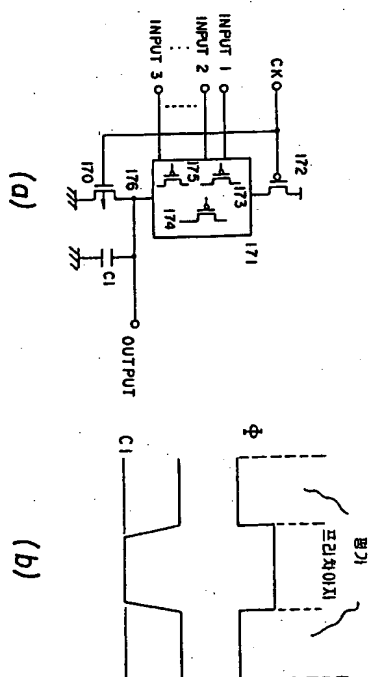 CK
INPUT 1
INPUT 2
INPUT 3
172
171
173
175
174
176
170
C1
OUTPUT
(a)
평가
프리차아지
Φ
C1
(b)